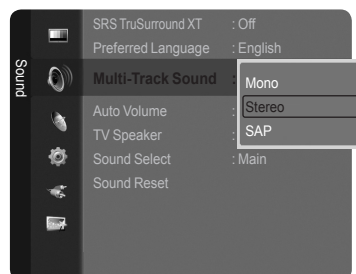 Sound
SRS TruSurround XT : Off
Preferred Language : English
Multi-Track Sound :
Mono
Stereo
SAP
Auto Volume :
TV Speaker :
Sound Select : Main
Sound Reset